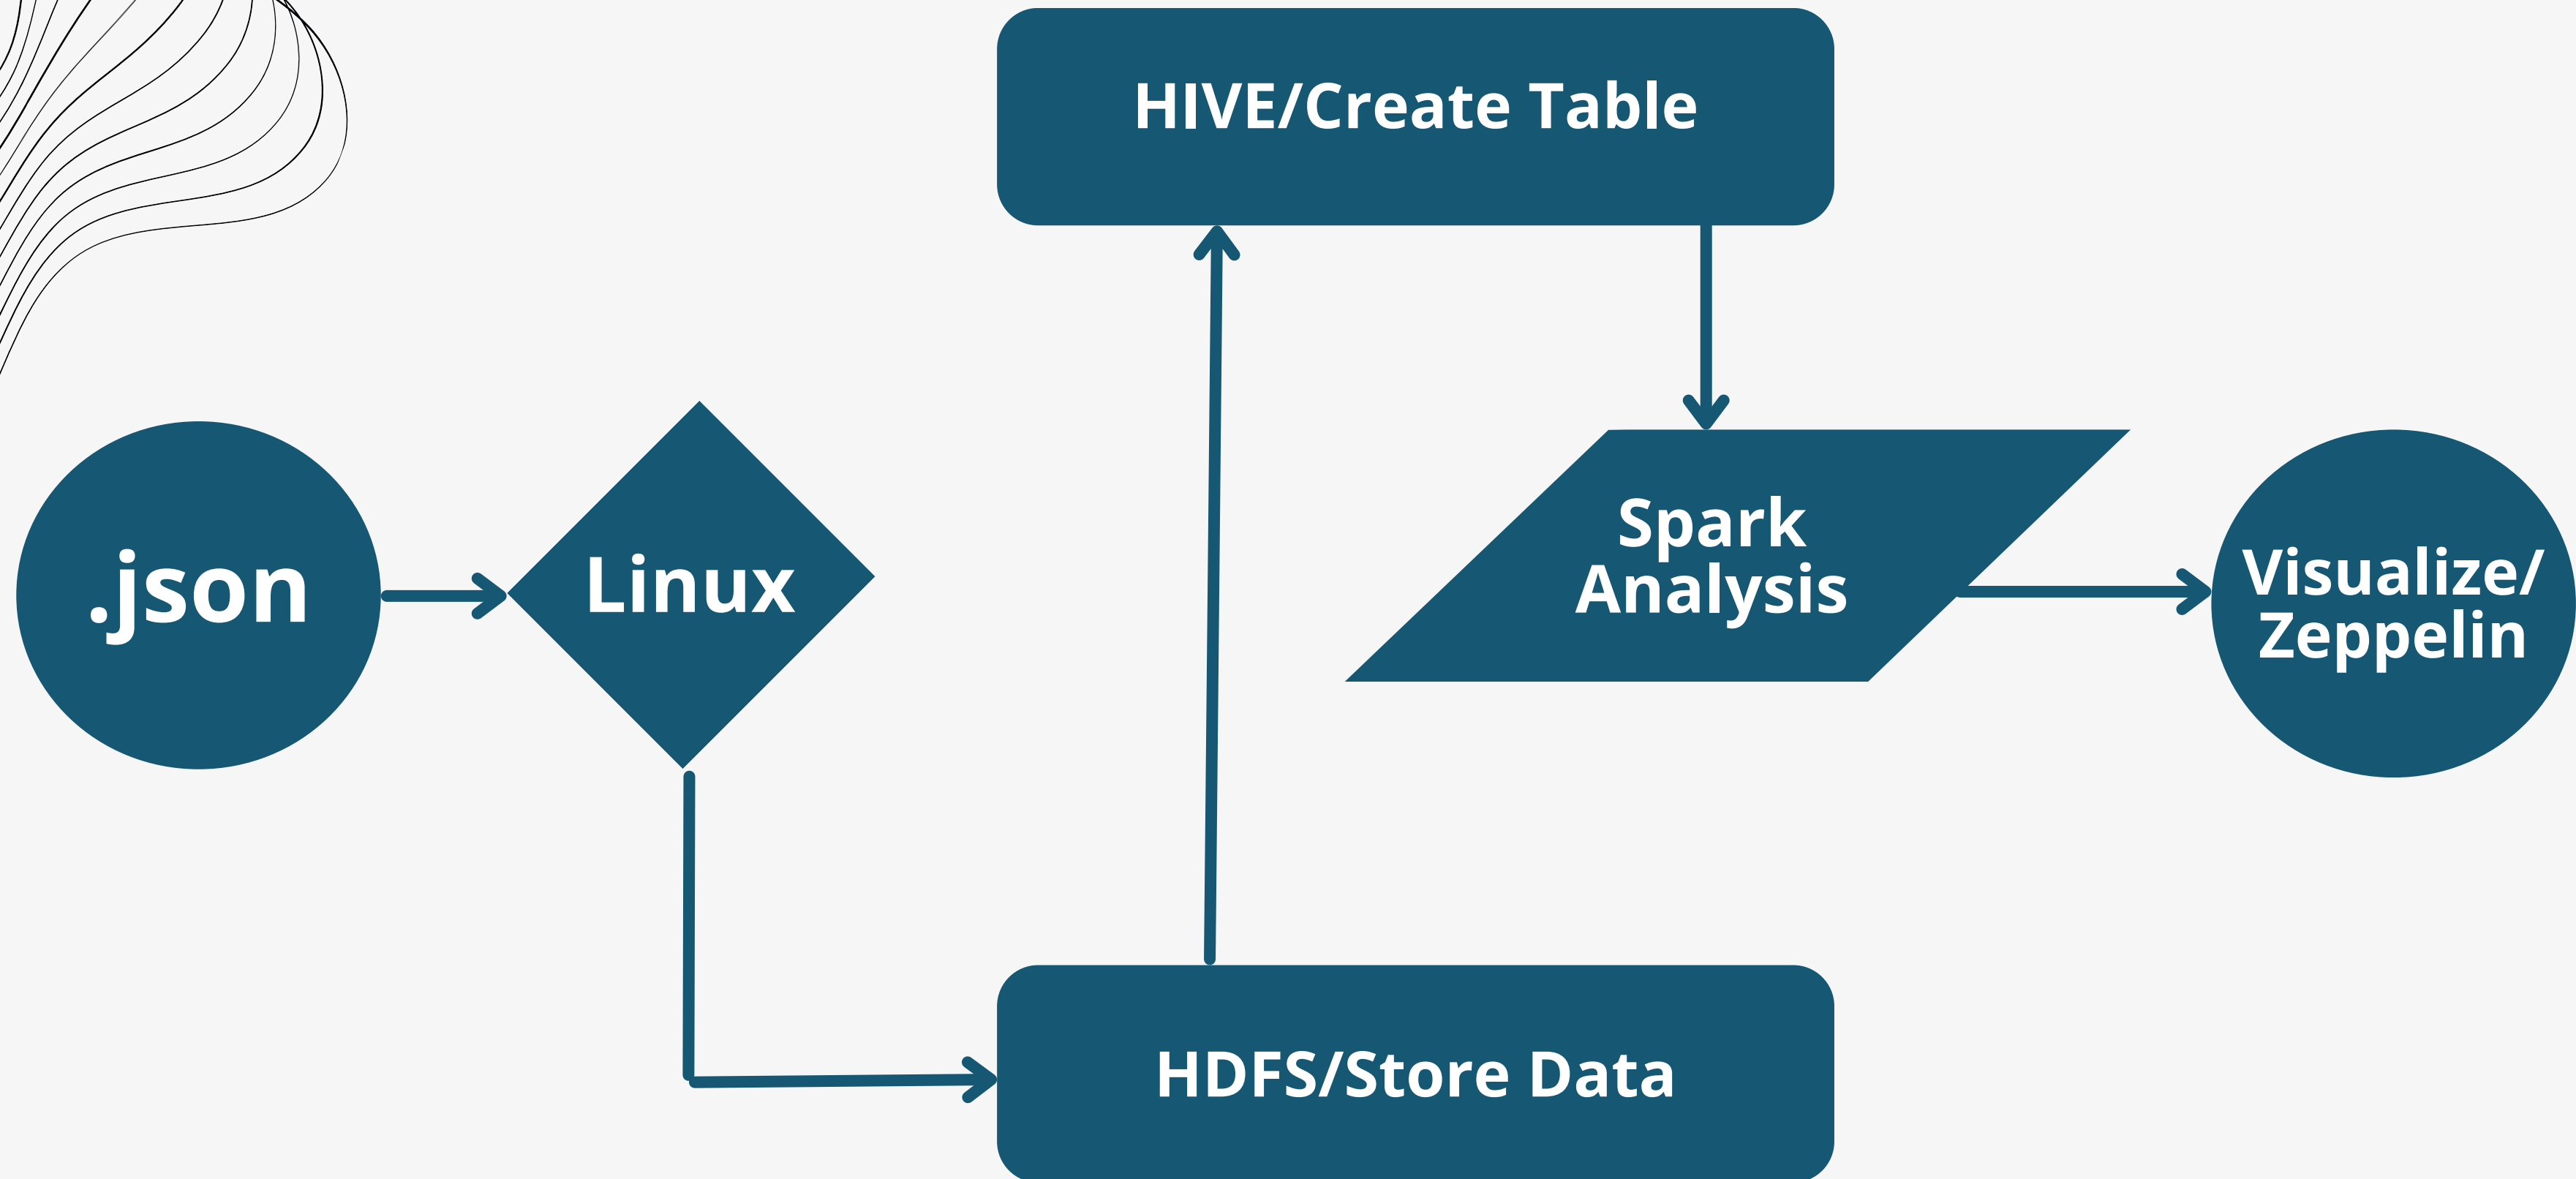 HIVE/Create Table
.json
Linux
Spark
Analysis
Visualize/
Zeppelin
HDFS/Store Data